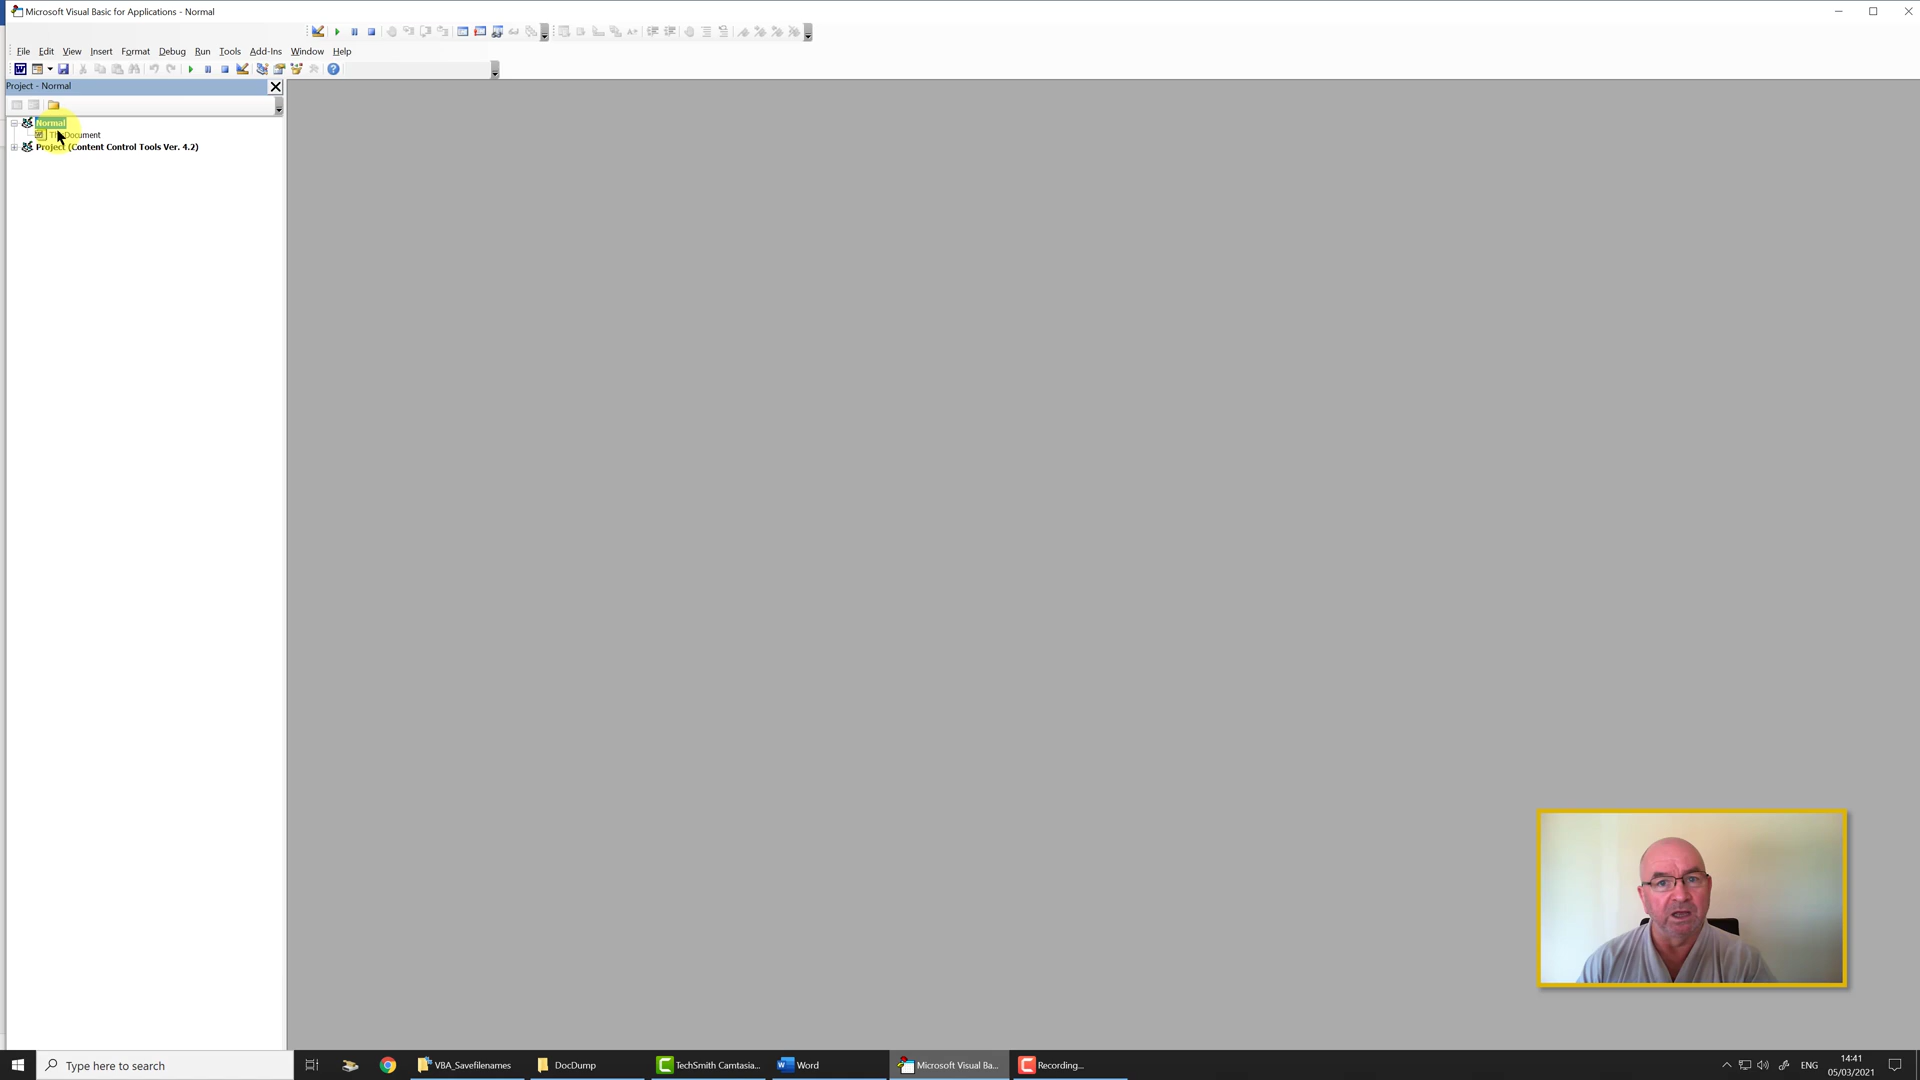 Microsoft Visual Basic for Applications - Normal
File Edit View Insert Format Debug Run Tools Add-Ins Window Help
Project - Normal
Normal
Document
Project (Content Control Tools Ver. 4.2)
Type here to search
VBA_Savefilenames
DocDump
TechSmith Camtasia...
Word
Microsoft Visual Ba...
Recording...
ENG
14:41
05/03/2021